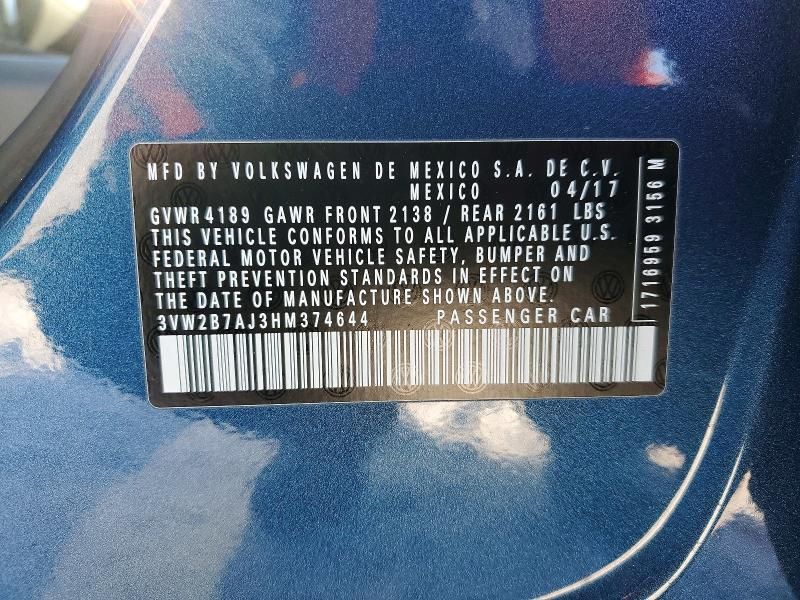 MFD BY VOLKSWAGEN DE MEXICO S.A. DE C.V.
MEXICO 04/17
GVWR 4189 GAWR FRONT 2138 / REAR 2161 LBS
THIS VEHICLE CONFORMS TO ALL APPLICABLE U.S.
FEDERAL MOTOR VEHICLE SAFETY, BUMPER AND
THEFT PREVENTION STANDARDS IN EFFECT ON
THE DATE OF MANUFACTURE SHOWN ABOVE.
3VW2B7AJ3HM374644 PASSENGER CAR
1716959 3156 M